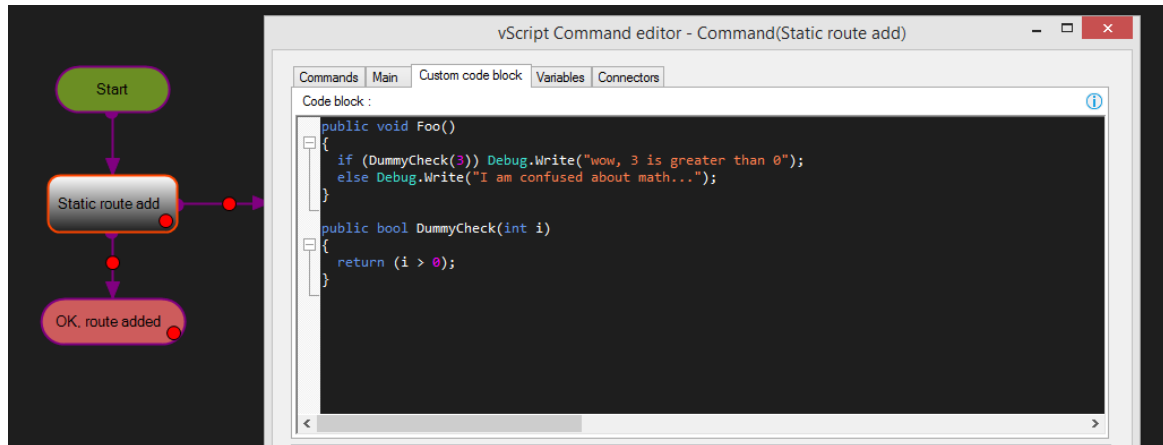 vScript Command editor - Command(Static route add)
Start
Static route add
OK, route added
Commands Main Custom code block Variables Connectors
Code block :
public void Foo()
{
  if (DummyCheck(3)) Debug.Write("wow, 3 is greater than 0");
  else Debug.Write("I am confused about math...");
}
public bool DummyCheck(int i)
{
  return (i > 0);
}